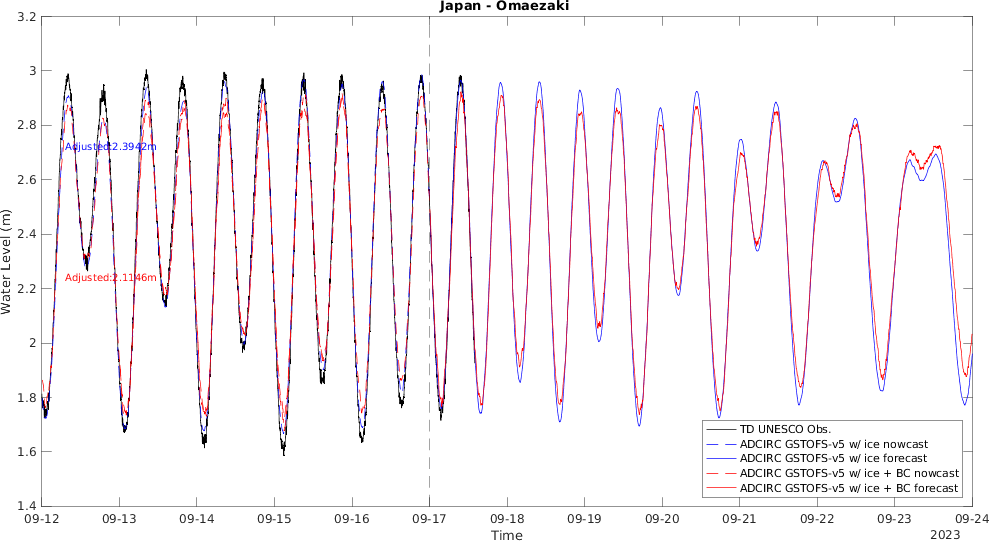 Japan - Omaezaki
3.2
3
2.8
2.6
2.4
2.2
2
1.8
1.6
1.4
Water Level (m)
Adjusted:2.3942m
Adjusted:2.1146m
TD UNESCO Obs.
ADCIRC GSTOFS-v5 w/ ice nowcast
ADCIRC GSTOFS-v5 w/ ice forecast
ADCIRC GSTOFS-v5 w/ ice + BC nowcast
ADCIRC GSTOFS-v5 w/ ice + BC forecast
09-12 09-13 09-14 09-15 09-16 09-17 09-18 09-19 09-20 09-21 09-22 09-23 09-24
Time
2023